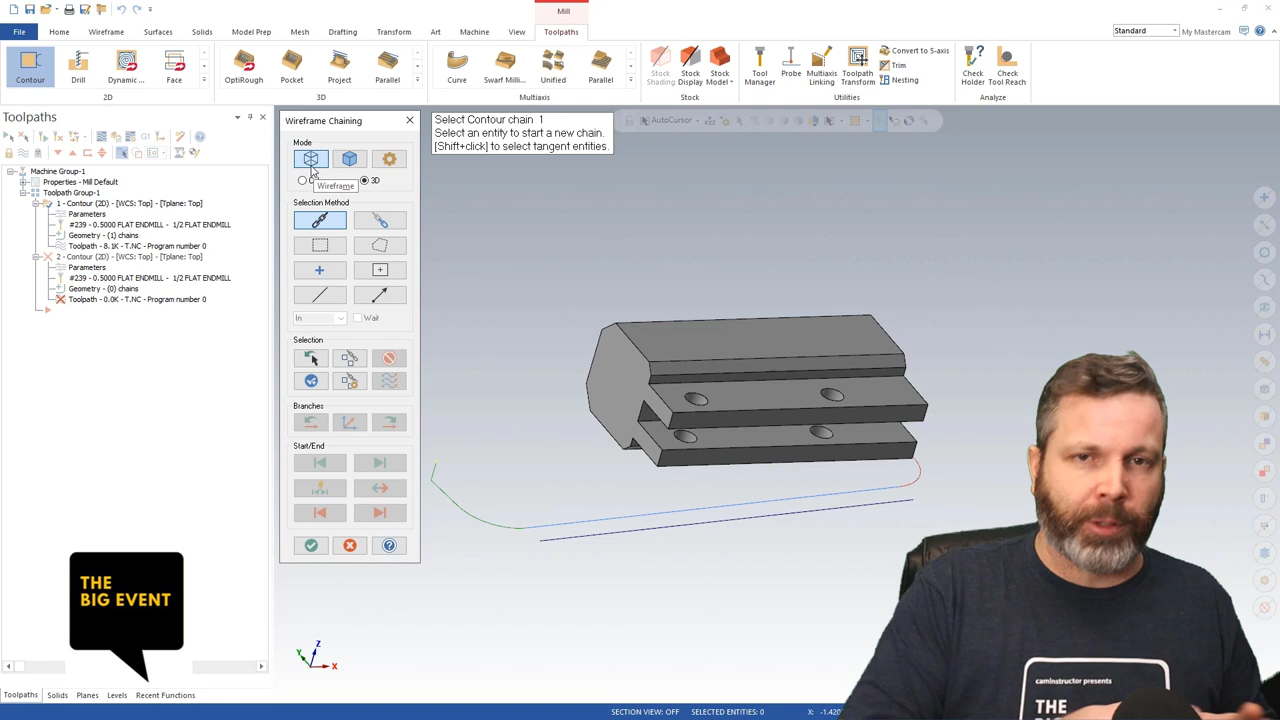 Mill
File
Home
Wireframe
Surfaces
Solids
Model Prep
Mesh
Drafting
Transform
Art
Machine
View
Toolpaths
Standard
My Mastercam
Contour
Drill
Dynamic ...
Face
OptiRough
Pocket
Project
Parallel
Curve
Swarf Milli...
Unified
Parallel
Stock Shading
Stock Display
Stock Model
Tool Manager
Probe
Multiaxis Linking
Toolpath Transform
Convert to 5-axis
Trim
Nesting
Check Holder
Check Tool Reach
2D
3D
Multiaxis
Stock
Utilities
Analyze
Toolpaths
Machine Group-1
Properties - Mill Default
Toolpath Group-1
1 - Contour (2D) - [WCS: Top] - [Tplane: Top]
Parameters
#239 - 0.5000 FLAT ENDMILL - 1/2 FLAT ENDMILL
Geometry - (1) chains
Toolpath - 8.1K - T.NC - Program number 0
2 - Contour (2D) - [WCS: Top] - [Tplane: Top]
Parameters
#239 - 0.5000 FLAT ENDMILL - 1/2 FLAT ENDMILL
Geometry - (0) chains
Toolpath - 0.0K - T.NC - Program number 0
Wireframe Chaining
Mode
Wireframe
3D
Selection Method
In
Wait
Selection
Branches
Start/End
Select Contour chain 1
Select an entity to start a new chain.
[Shift+click] to select tangent entities.
AutoCursor
THE
BIG EVENT
Z
Y
X
camInstructor presents
THE
BIG
Toolpaths
Solids
Planes
Levels
Recent Functions
SECTION VIEW: OFF
SELECTED ENTITIES: 0
X: